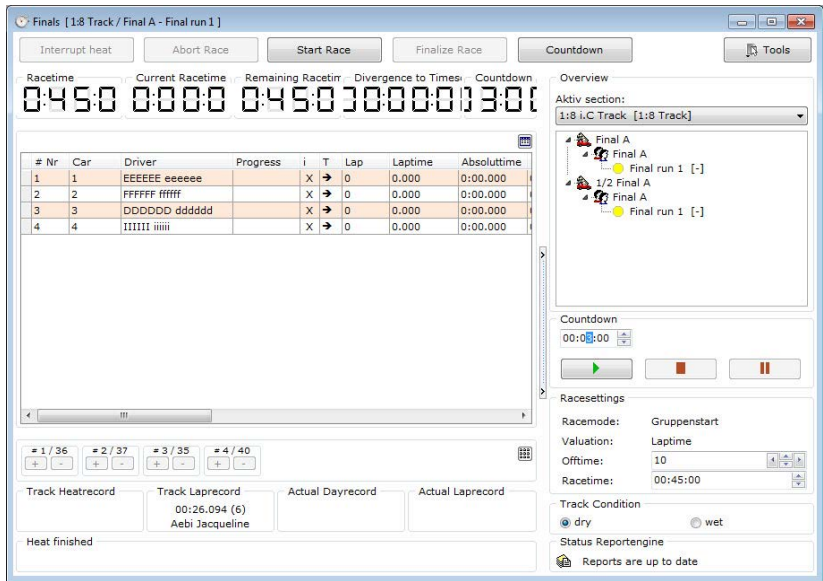 Finals [1:8 Track / Final A - Final run 1 ]
Interrupt heat Abort Race Start Race Finalize Race Countdown Tools
Racetime Current Racetime Remaining Racetim Divergence to Times Countdown
0:45:0 0:00:0 0:45:0 0:00:0 3:0
Overview
Aktiv section:
1:8 i.C Track [1:8 Track]
Final A
Final A
Final run 1 [-]
1/2 Final A
Final A
Final run 1 [-]
# Nr Car Driver Progress i T Lap Laptime Absoluttime
1 1 EEEEEE eeeeee X ➔ 0 0.000 0:00.000
2 2 FFFFFF ffffff X ➔ 0 0.000 0:00.000
3 3 DDDDDD dddddd X ➔ 0 0.000 0:00.000
4 4 IIIIII iiiiii X ➔ 0 0.000 0:00.000
Countdown
00:03:00
Racesettings
Racemode: Gruppenstart
Valuation: Laptime
Offtime: 10
Racetime: 00:45:00
# 1 / 36 # 2 / 37 # 3 / 35 # 4 / 40
+ - + - + - + -
Track Heatrecord Track Laprecord Actual Dayrecord Actual Laprecord
00:26.094 (6)
Aebi Jacqueline
Track Condition
dry wet
Heat finished
Status Reportengine
Reports are up to date